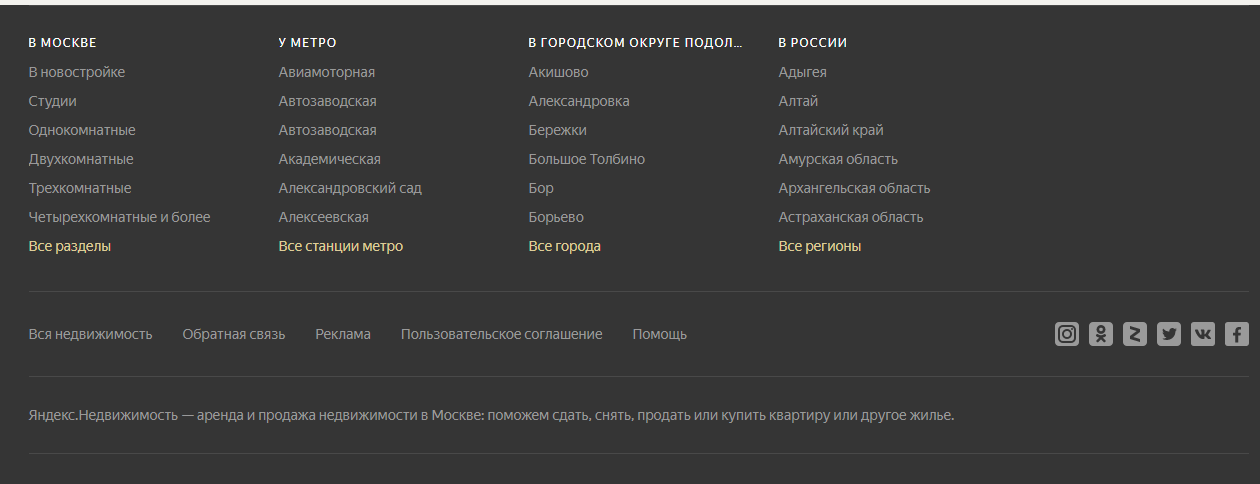 В МОСКВЕ
В новостройке
Студии
Однокомнатные
Двухкомнатные
Трехкомнатные
Четырехкомнатные и более
Все разделы
У МЕТРО
Авиамоторная
Автозаводская
Автозаводская
Академическая
Александровский сад
Алексеевская
Все станции метро
В ГОРОДСКОМ ОКРУГЕ ПОДОЛ...
Акишово
Александровка
Бережки
Большое Толбино
Бор
Борьево
Все города
В РОССИИ
Адыгея
Алтай
Алтайский край
Амурская область
Архангельская область
Астраханская область
Все регионы
Вся недвижимость Обратная связь Реклама Пользовательское соглашение Помощь
Яндекс.Недвижимость — аренда и продажа недвижимости в Москве: поможем сдать, снять, продать или купить квартиру или другое жилье.